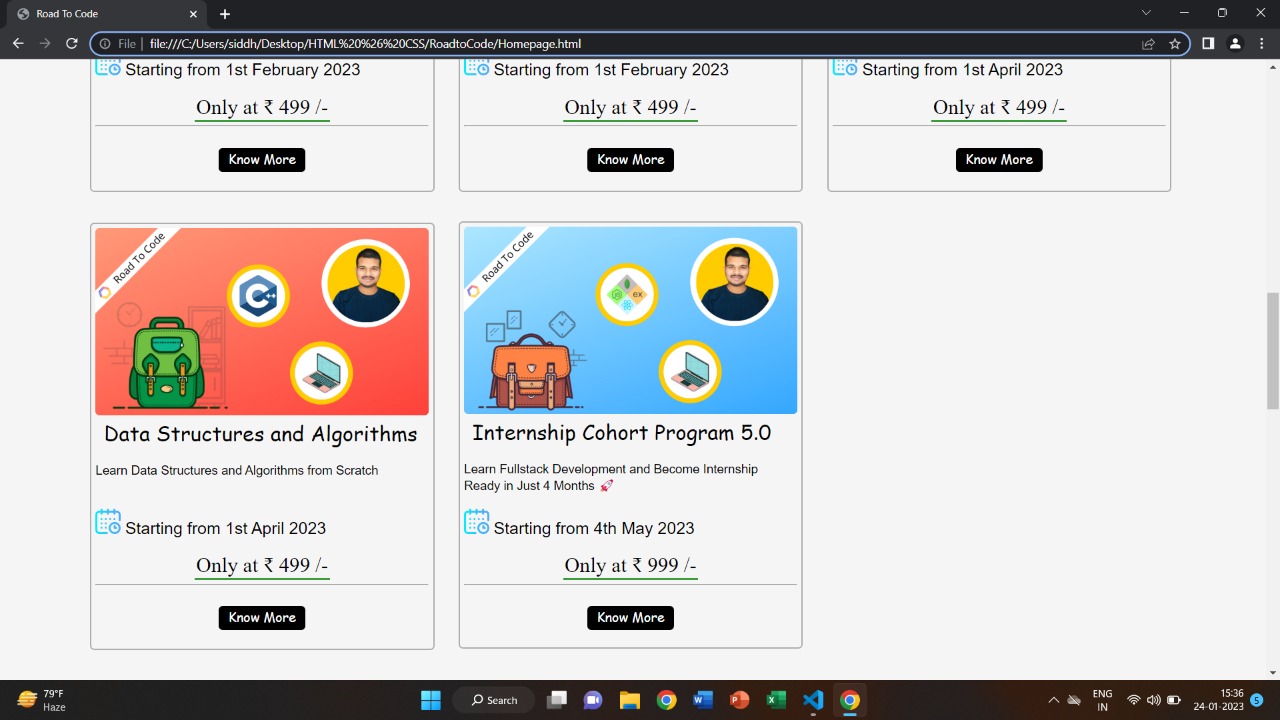 Road To Code
File
file:///C:/Users/siddh/Desktop/HTML%20%26%20CSS/RoadtoCode/Homepage.html
Starting from 1st February 2023
Starting from 1st February 2023
Starting from 1st April 2023
Only at ₹ 499 /-
Only at ₹ 499 /-
Only at ₹ 499 /-
Know More
Know More
Know More
Road To Code
C++
Road To Code
ex
Data Structures and Algorithms
Learn Data Structures and Algorithms from Scratch
Starting from 1st April 2023
Only at ₹ 499 /-
Know More
Internship Cohort Program 5.0
Learn Fullstack Development and Become Internship
Ready in Just 4 Months 🚀
Starting from 4th May 2023
Only at ₹ 999 /-
Know More
79°F
Haze
Search
W
P
X
ENG
IN
15:36
24-01-2023
5